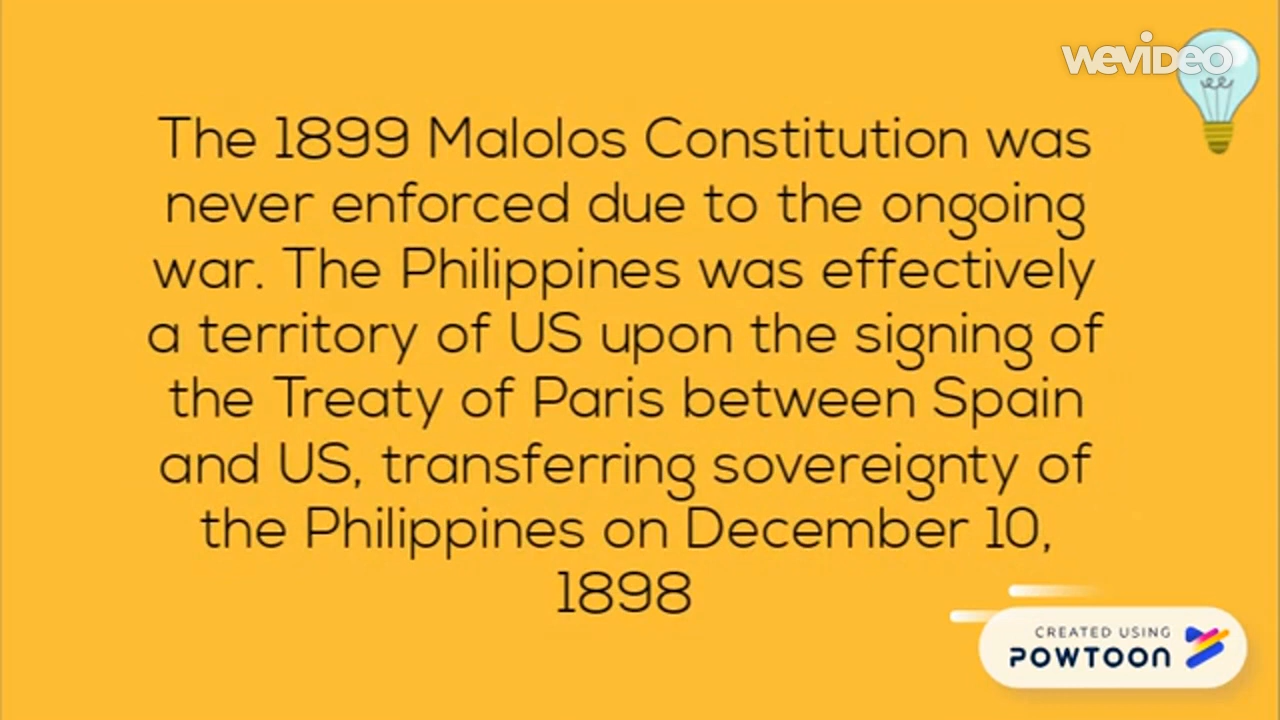 wevideo
The 1899 Malolos Constitution was
never enforced due to the ongoing
war. The Philippines was effectively
a territory of US upon the signing of
the Treaty of Paris between Spain
and US, transferring sovereignty of
the Philippines on December 10,
1898
CREATED USING
POWTOON